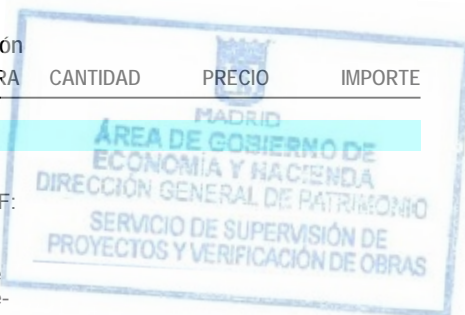 ón
RA CANTIDAD PRECIO IMPORTE
MADRID
ÁREA DE GOBIERNO DE
ECONOMÍA Y HACIENDA
DIRECCIÓN GENERAL DE PATRIMONIO
F:
SERVICIO DE SUPERVISIÓN DE
PROYECTOS Y VERIFICACIÓN DE OBRAS
-